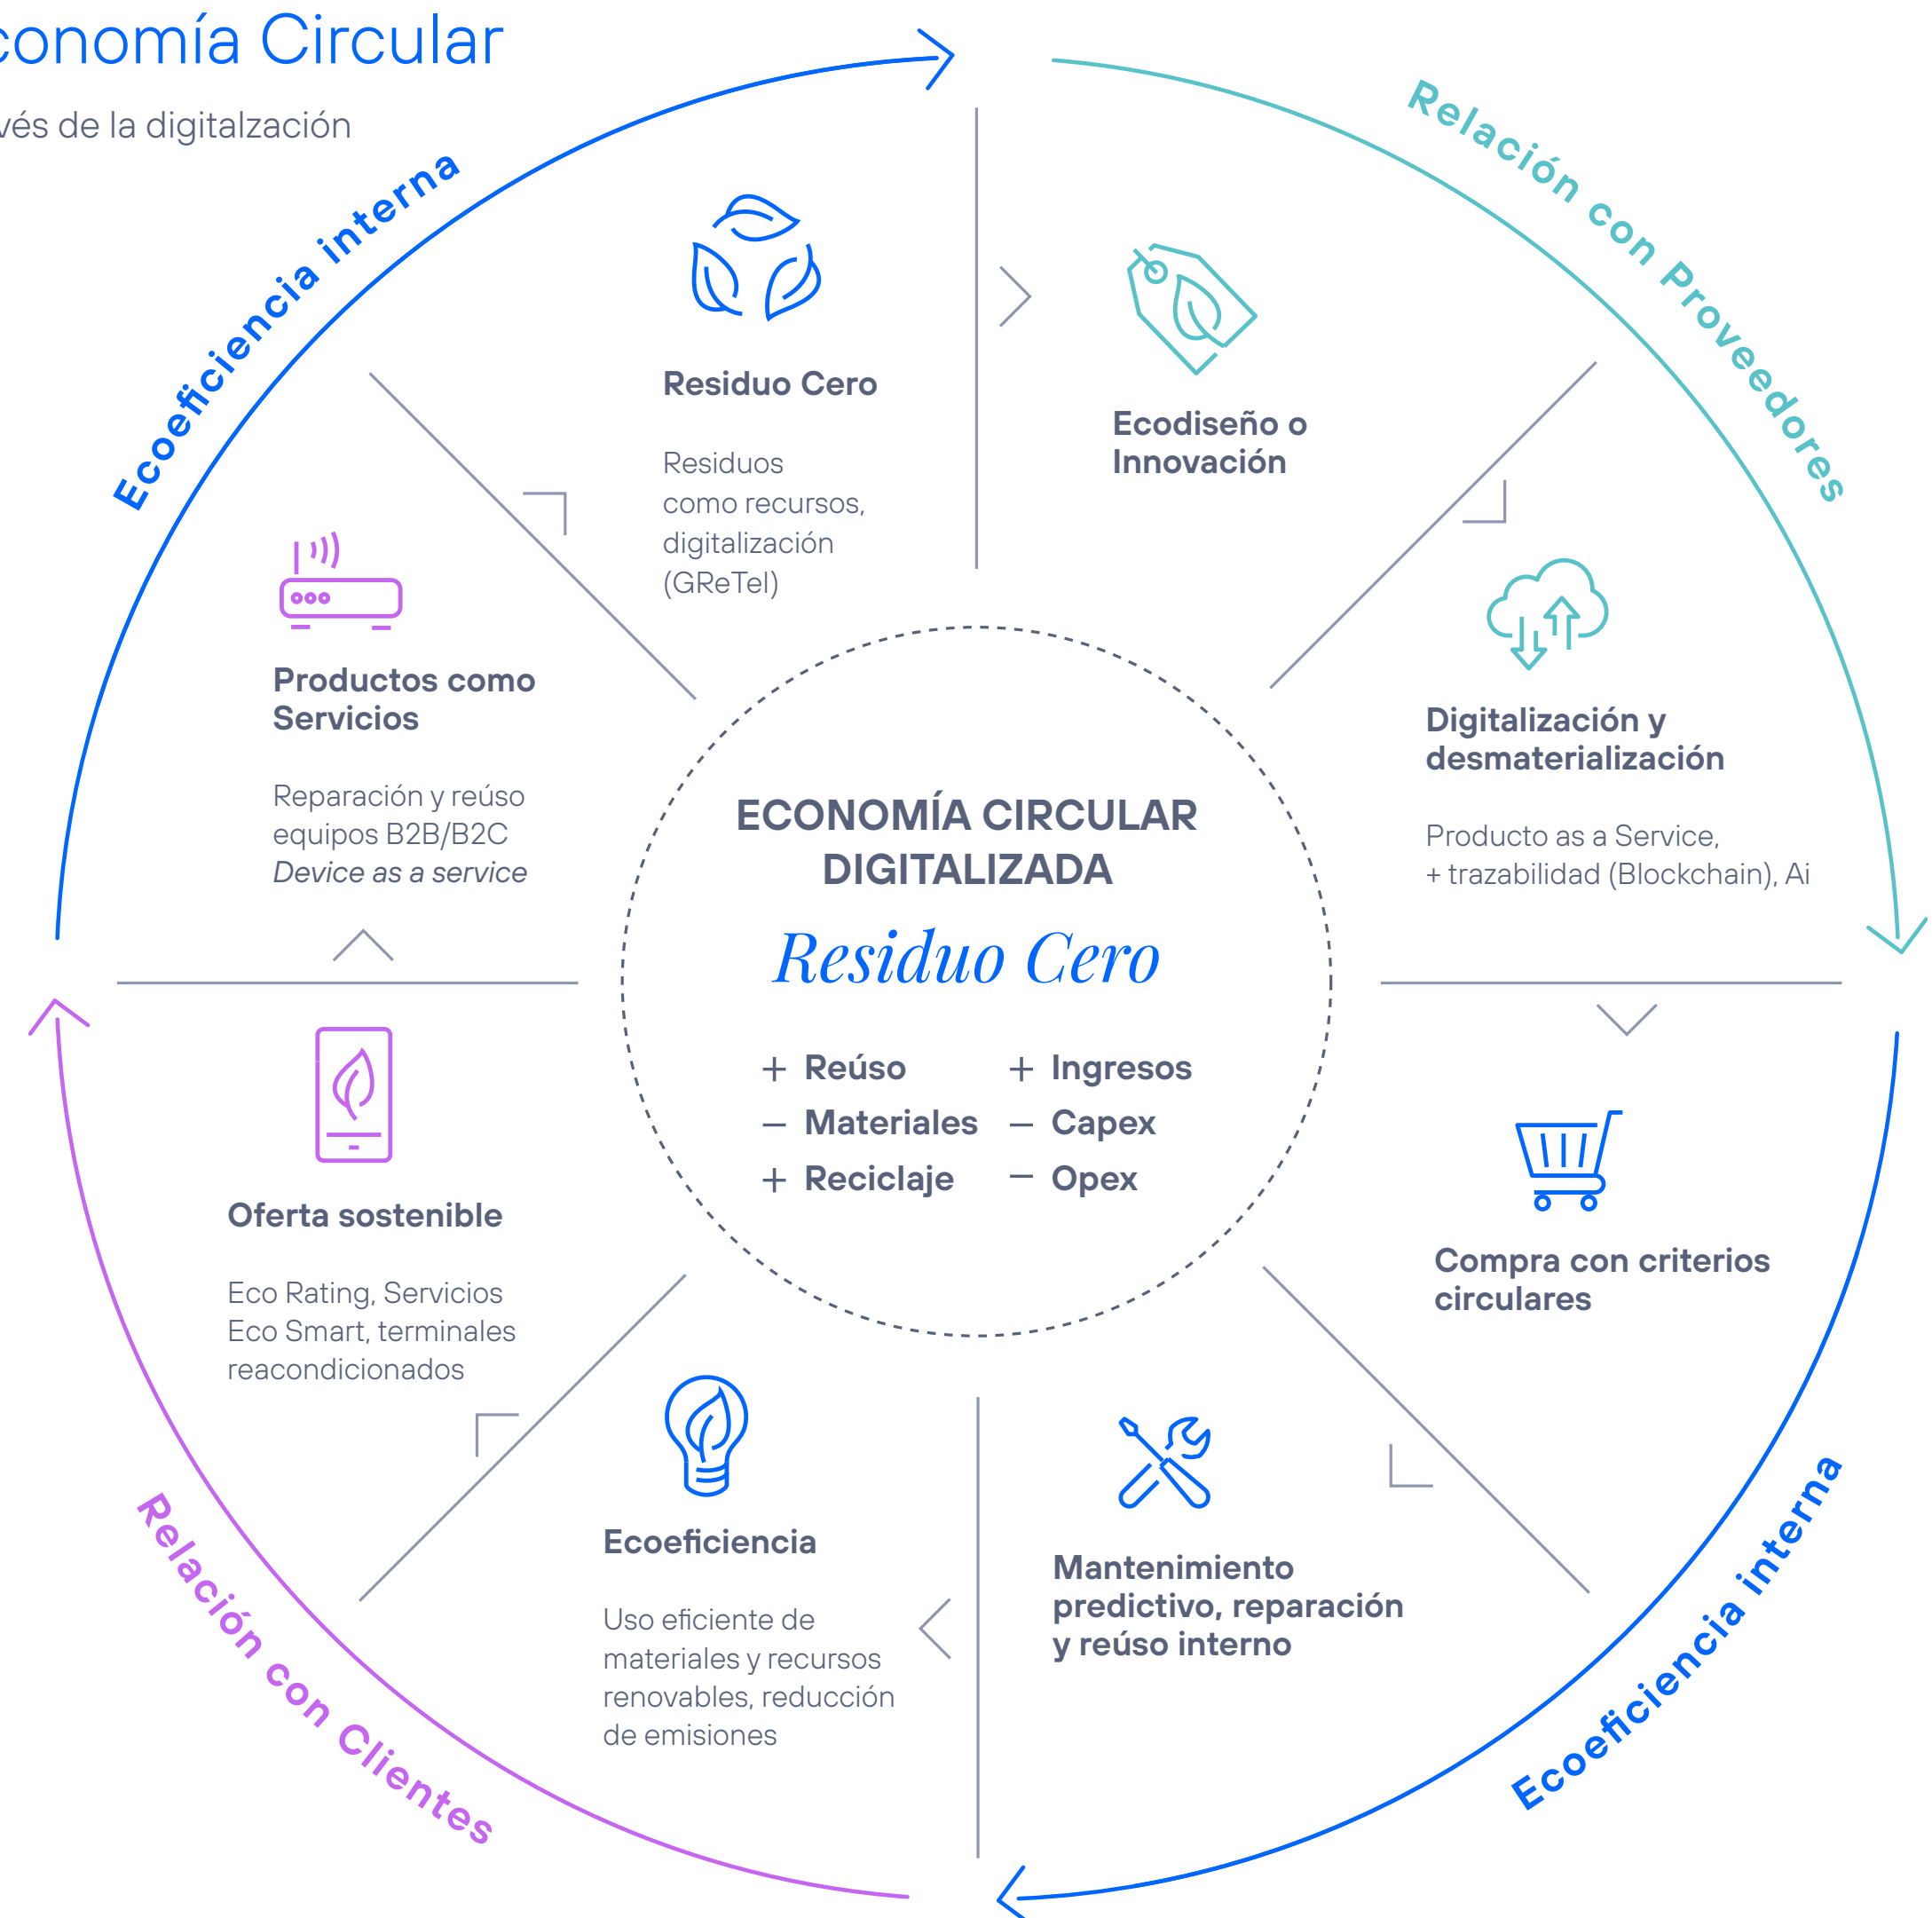 conomía Circular
vés de la digitalzación
Ecoeficiencia interna
Relación con Proveedores
Residuo Cero
Residuos
como recursos,
digitalización
(GReTel)
Ecodiseño o
Innovación
Digitalización y
desmaterialización
Producto as a Service,
+ trazabilidad (Blockchain), Ai
Productos como
Servicios
Reparación y reúso
equipos B2B/B2C
Device as a service
ECONOMÍA CIRCULAR
DIGITALIZADA
Residuo Cero
+ Reúso + Ingresos
– Materiales – Capex
+ Reciclaje – Opex
Compra con criterios
circulares
Oferta sostenible
Eco Rating, Servicios
Eco Smart, terminales
reacondicionados
Mantenimiento
predictivo, reparación
y reúso interno
Ecoeficiencia
Uso eficiente de
materiales y recursos
renovables, reducción
de emisiones
Ecoeficiencia interna
Relación con Clientes